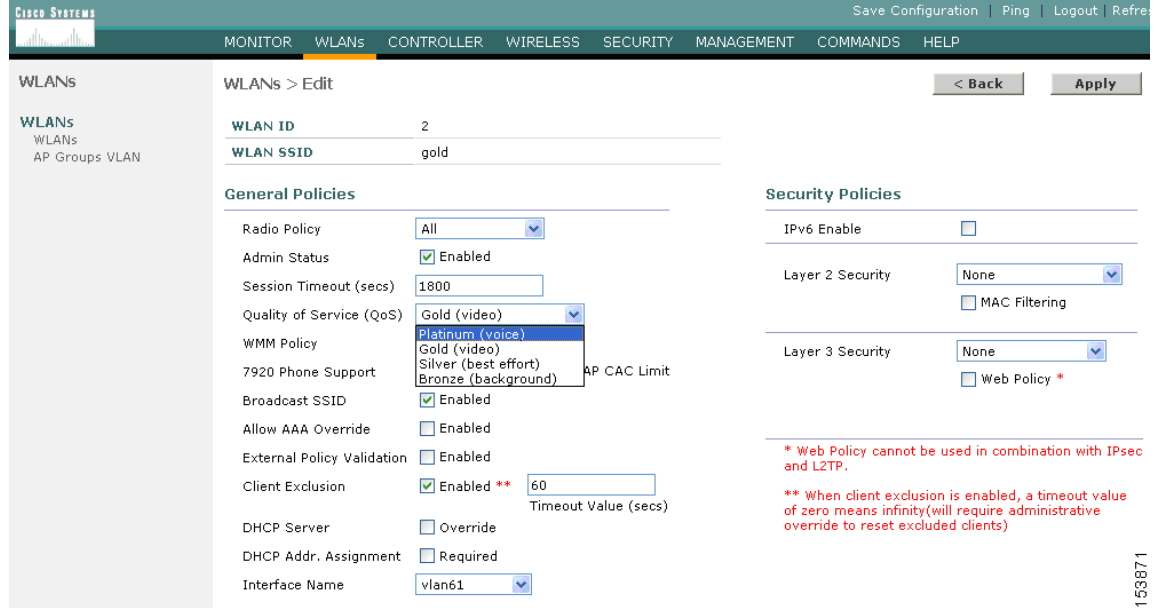 CISCO SYSTEMS
Save Configuration | Ping | Logout | Refres
MONITOR WLANs CONTROLLER WIRELESS SECURITY MANAGEMENT COMMANDS HELP
WLANs
WLANs
WLANs
AP Groups VLAN
WLANs > Edit
< Back
Apply
WLAN ID 2
WLAN SSID gold
General Policies
Radio Policy All
Admin Status Enabled
Session Timeout (secs) 1800
Quality of Service (QoS) Gold (video)
Platinum (voice)
Gold (video)
Silver (best effort)
Bronze (background)
WMM Policy
7920 Phone Support AP CAC Limit
Broadcast SSID Enabled
Allow AAA Override Enabled
External Policy Validation Enabled
Client Exclusion Enabled ** 60
Timeout Value (secs)
DHCP Server Override
DHCP Addr. Assignment Required
Interface Name vlan61
Security Policies
IPv6 Enable
Layer 2 Security None
MAC Filtering
Layer 3 Security None
Web Policy *
* Web Policy cannot be used in combination with IPsec
and L2TP.
** When client exclusion is enabled, a timeout value
of zero means infinity(will require administrative
override to reset excluded clients)
153871